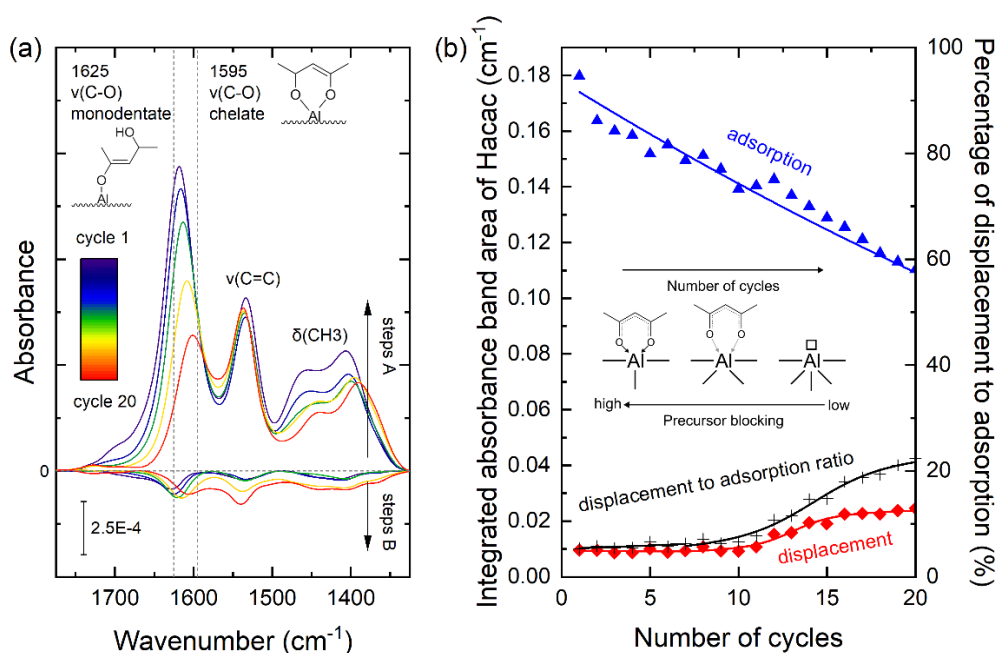 (a)
1625
ν(C-O)
monodentate
1595
ν(C-O)
chelate
O
O
Al
HO
O
Al
cycle 1
cycle 20
ν(C=C)
δ(CH3)
steps A
steps B
0
2.5E-4
Absorbance
1700
1600
1500
1400
Wavenumber (cm-1)
(b)
Integrated absorbance band area of Hacac (cm-1)
0.18
0.16
0.14
0.12
0.10
0.08
0.06
0.04
0.02
0.00
adsorption
Number of cycles
O
O
Al
O
O
Al
Al
high
low
Precursor blocking
displacement to adsorption ratio
displacement
0
5
10
15
20
Number of cycles
100
80
60
40
20
0
Percentage of displacement to adsorption (%)